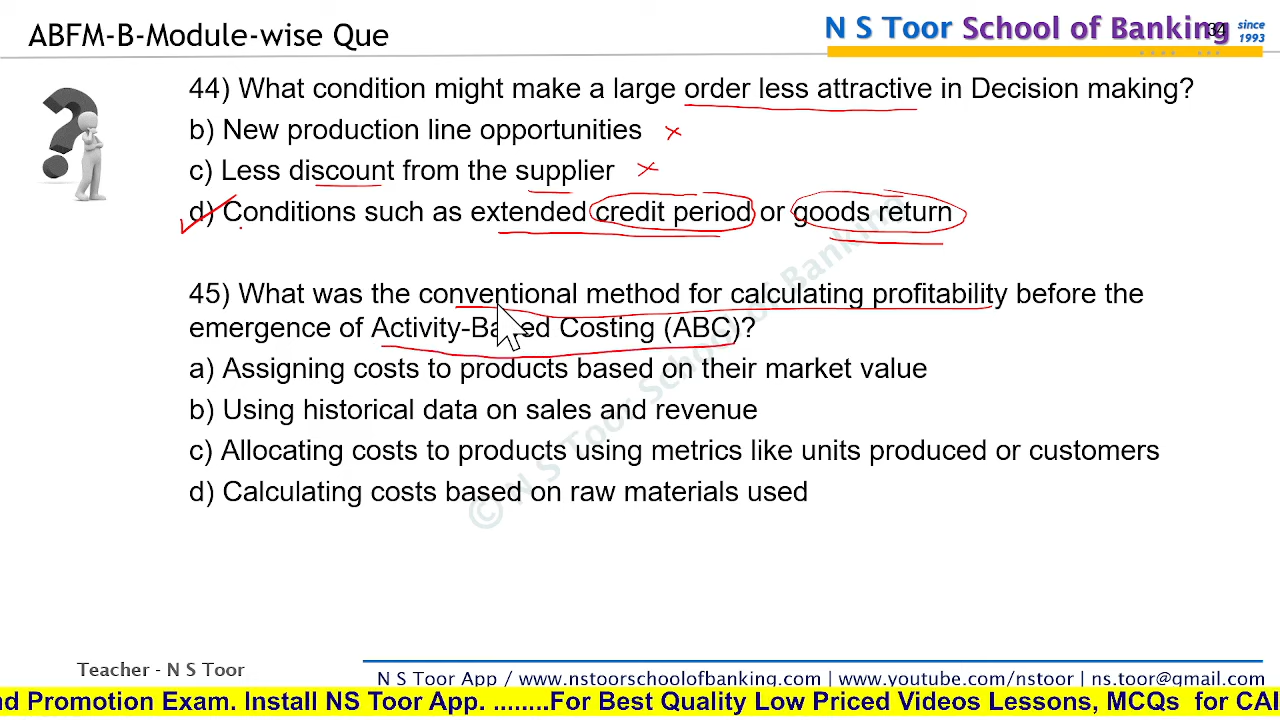 ABFM-B-Module-wise Que
N S Toor School of Banking since 1993
34
44) What condition might make a large order less attractive in Decision making?
b) New production line opportunities
c) Less discount from the supplier
d) Conditions such as extended credit period or goods return
45) What was the conventional method for calculating profitability before the
emergence of Activity-Based Costing (ABC)?
a) Assigning costs to products based on their market value
b) Using historical data on sales and revenue
c) Allocating costs to products using metrics like units produced or customers
d) Calculating costs based on raw materials used
© N S Toor School of Banking
Teacher - N S Toor
N S Toor App / www.nstoorschoolofbanking.com | www.youtube.com/nstoor | ns.toor@gmail.com
nd Promotion Exam. Install NS Toor App. ........For Best Quality Low Priced Videos Lessons, MCQs for CAI